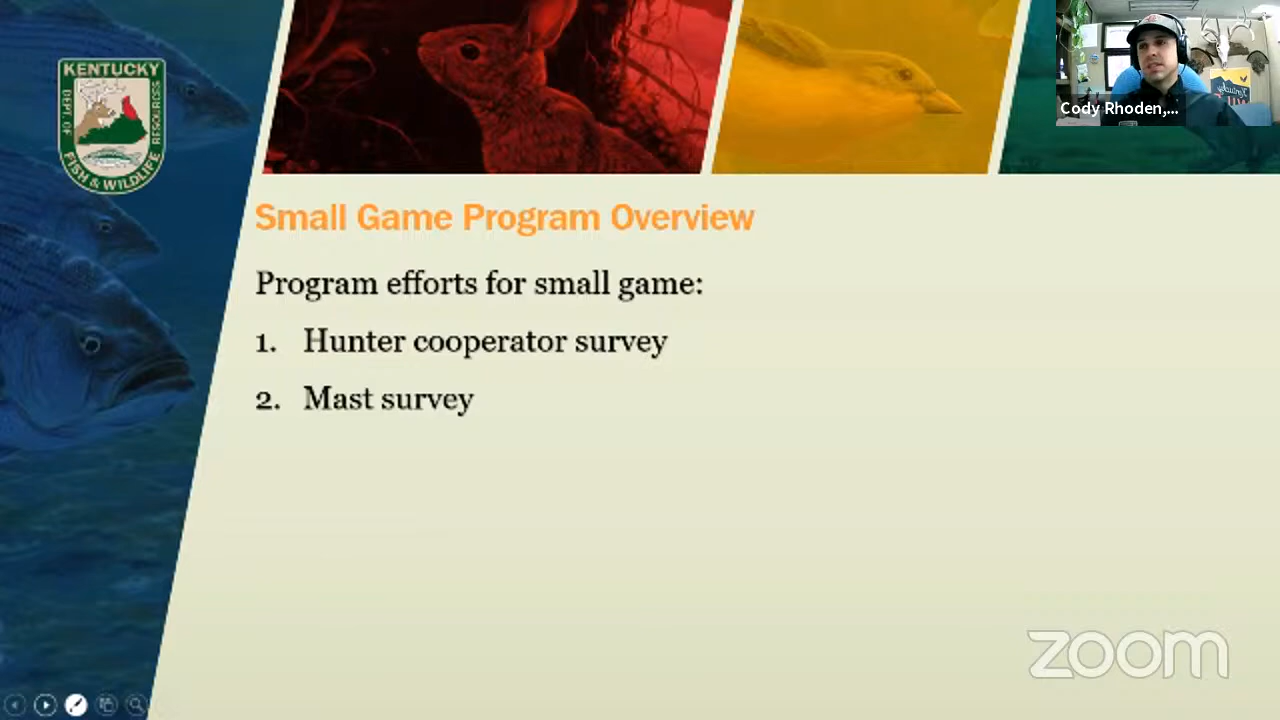 KENTUCKY
DEPT. OF
RESOURCES
FISH & WILDLIFE
Cody Rhoden,...
Small Game Program Overview
Program efforts for small game:
1. Hunter cooperator survey
2. Mast survey
zoom